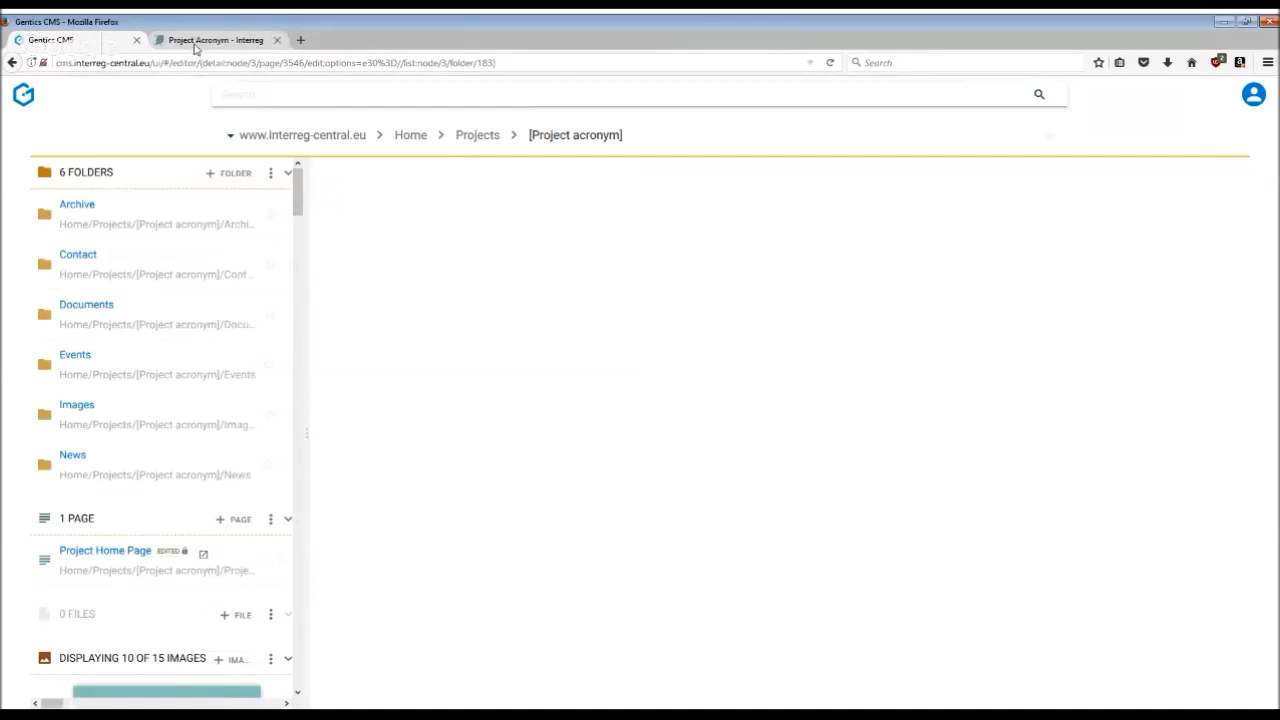 Gentics CMS - Mozilla Firefox
Gentics CMS
Project Acronym - Interreg
cms.interreg-central.eu/ui/#/editor/(detail:node/3/page/3546/edit;options=e30%3D//list:node/3/folder/183)
Search
Search
www.interreg-central.eu > Home > Projects > [Project acronym]
6 FOLDERS + FOLDER
Archive
Home/Projects/[Project acronym]/Archi...
Contact
Home/Projects/[Project acronym]/Cont...
Documents
Home/Projects/[Project acronym]/Docu...
Events
Home/Projects/[Project acronym]/Events
Images
Home/Projects/[Project acronym]/Imag...
News
Home/Projects/[Project acronym]/News
1 PAGE + PAGE
Project Home Page EDITED
Home/Projects/[Project acronym]/Proje...
0 FILES + FILE
DISPLAYING 10 OF 15 IMAGES + IMA...